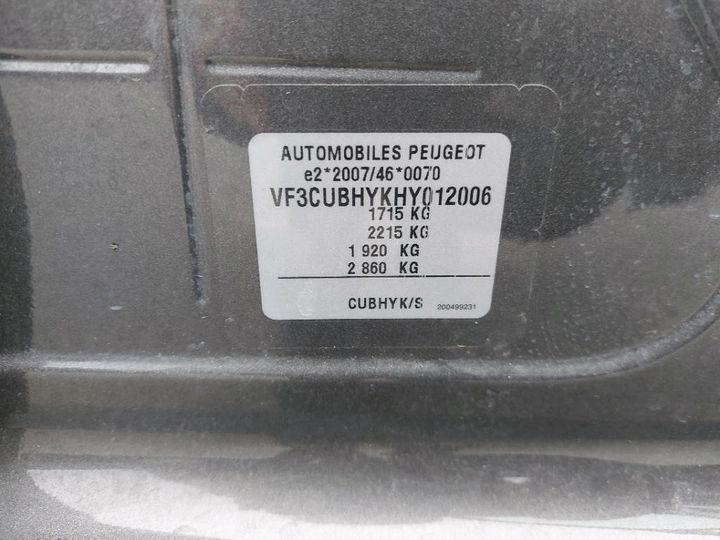 AUTOMOBILES PEUGEOT
e2*2007/46*0070
VF3CUBHYKHY012006
1715 KG
2215 KG
1 920 KG
2 860 KG
CUBHYK/S 200499231